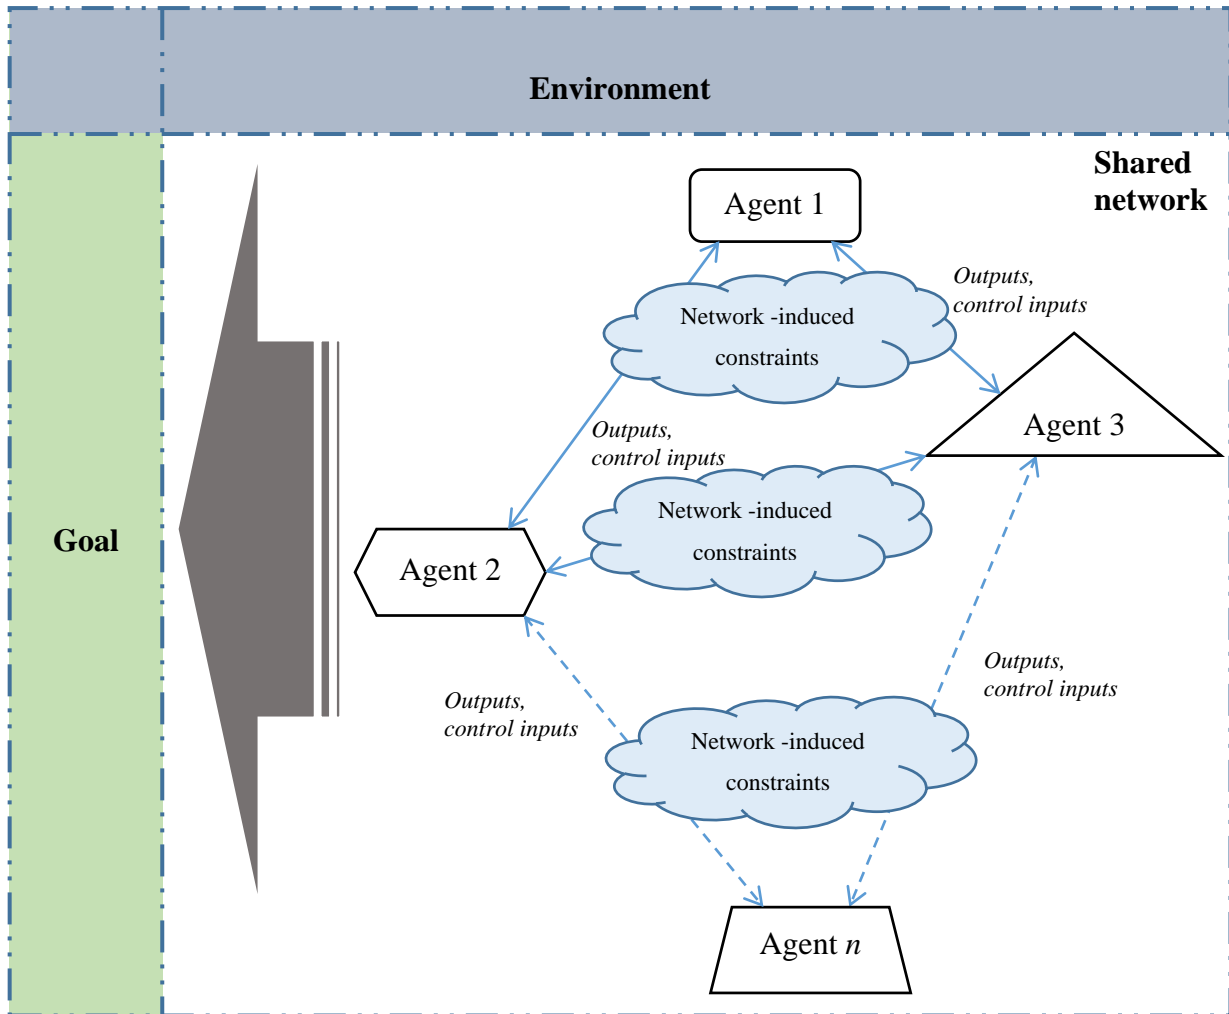 Environment
Shared
network
Agent 1
Outputs,
control inputs
Network -induced
constraints
Agent 3
Outputs,
control inputs
Network -induced
constraints
Goal
Agent 2
Outputs,
control inputs
Outputs,
control inputs
Network -induced
constraints
Agent n